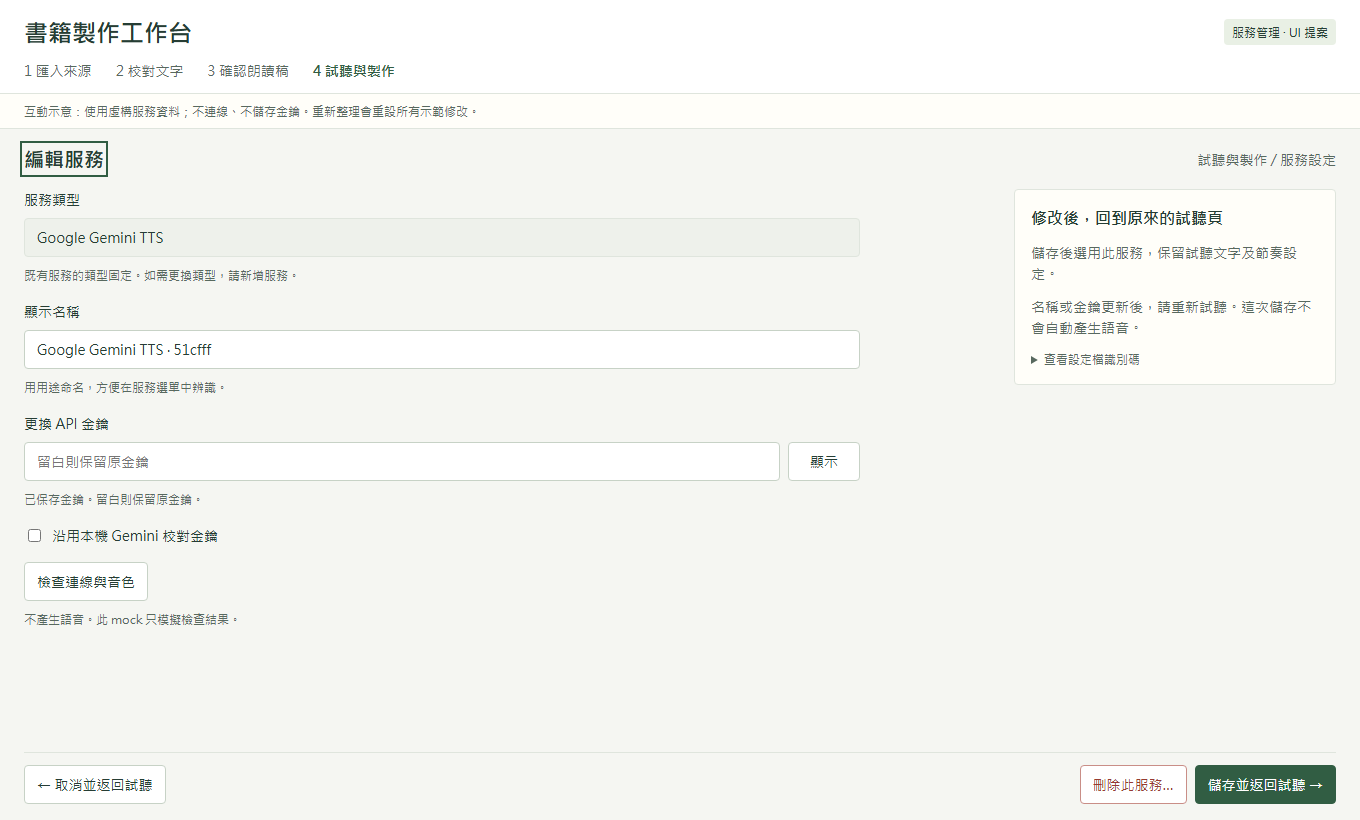 書籍製作工作台
服務管理 · UI 提案
1 匯入來源 2 校對文字 3 確認朗讀稿 4 試聽與製作
互動示意：使用虛構服務資料；不連線、不儲存金鑰。重新整理會重設所有示範修改。
編輯服務
試聽與製作 / 服務設定
服務類型
Google Gemini TTS
既有服務的類型固定。如需更換類型，請新增服務。
顯示名稱
Google Gemini TTS · 51cfff
用用途命名，方便在服務選單中辨識。
更換 API 金鑰
留白則保留原金鑰
顯示
已保存金鑰。留白則保留原金鑰。
沿用本機 Gemini 校對金鑰
檢查連線與音色
不產生語音。此 mock 只模擬檢查結果。
修改後，回到原來的試聽頁
儲存後選用此服務，保留試聽文字及節奏設
定。
名稱或金鑰更新後，請重新試聽。這次儲存不
會自動產生語音。
▶ 查看設定檔識別碼
← 取消並返回試聽
刪除此服務…
儲存並返回試聽 →